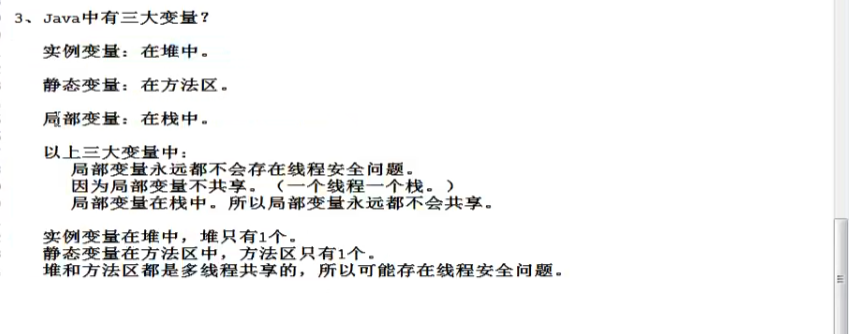 3、Java中有三大变量？
实例变量：在堆中。
静态变量：在方法区。
局部变量：在栈中。
以上三大变量中：
局部变量永远都不会存在线程安全问题。
因为局部变量不共享。（一个线程一个栈。）
局部变量在栈中。所以局部变量永远都不会共享。
实例变量在堆中，堆只有1个。
静态变量在方法区中，方法区只有1个。
堆和方法区都是多线程共享的，所以可能存在线程安全问题。